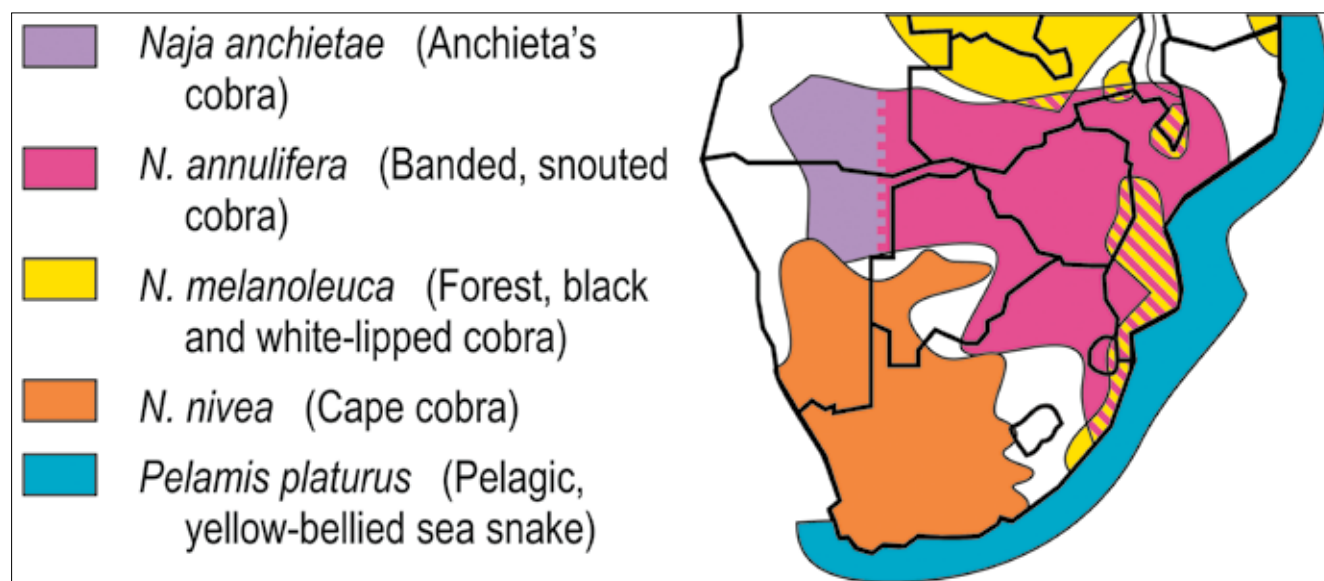 Naja anchietae (Anchieta’s
cobra)
N. annulifera (Banded, snouted
cobra)
N. melanoleuca (Forest, black
and white-lipped cobra)
N. nivea (Cape cobra)
Pelamis platurus (Pelagic,
yellow-bellied sea snake)